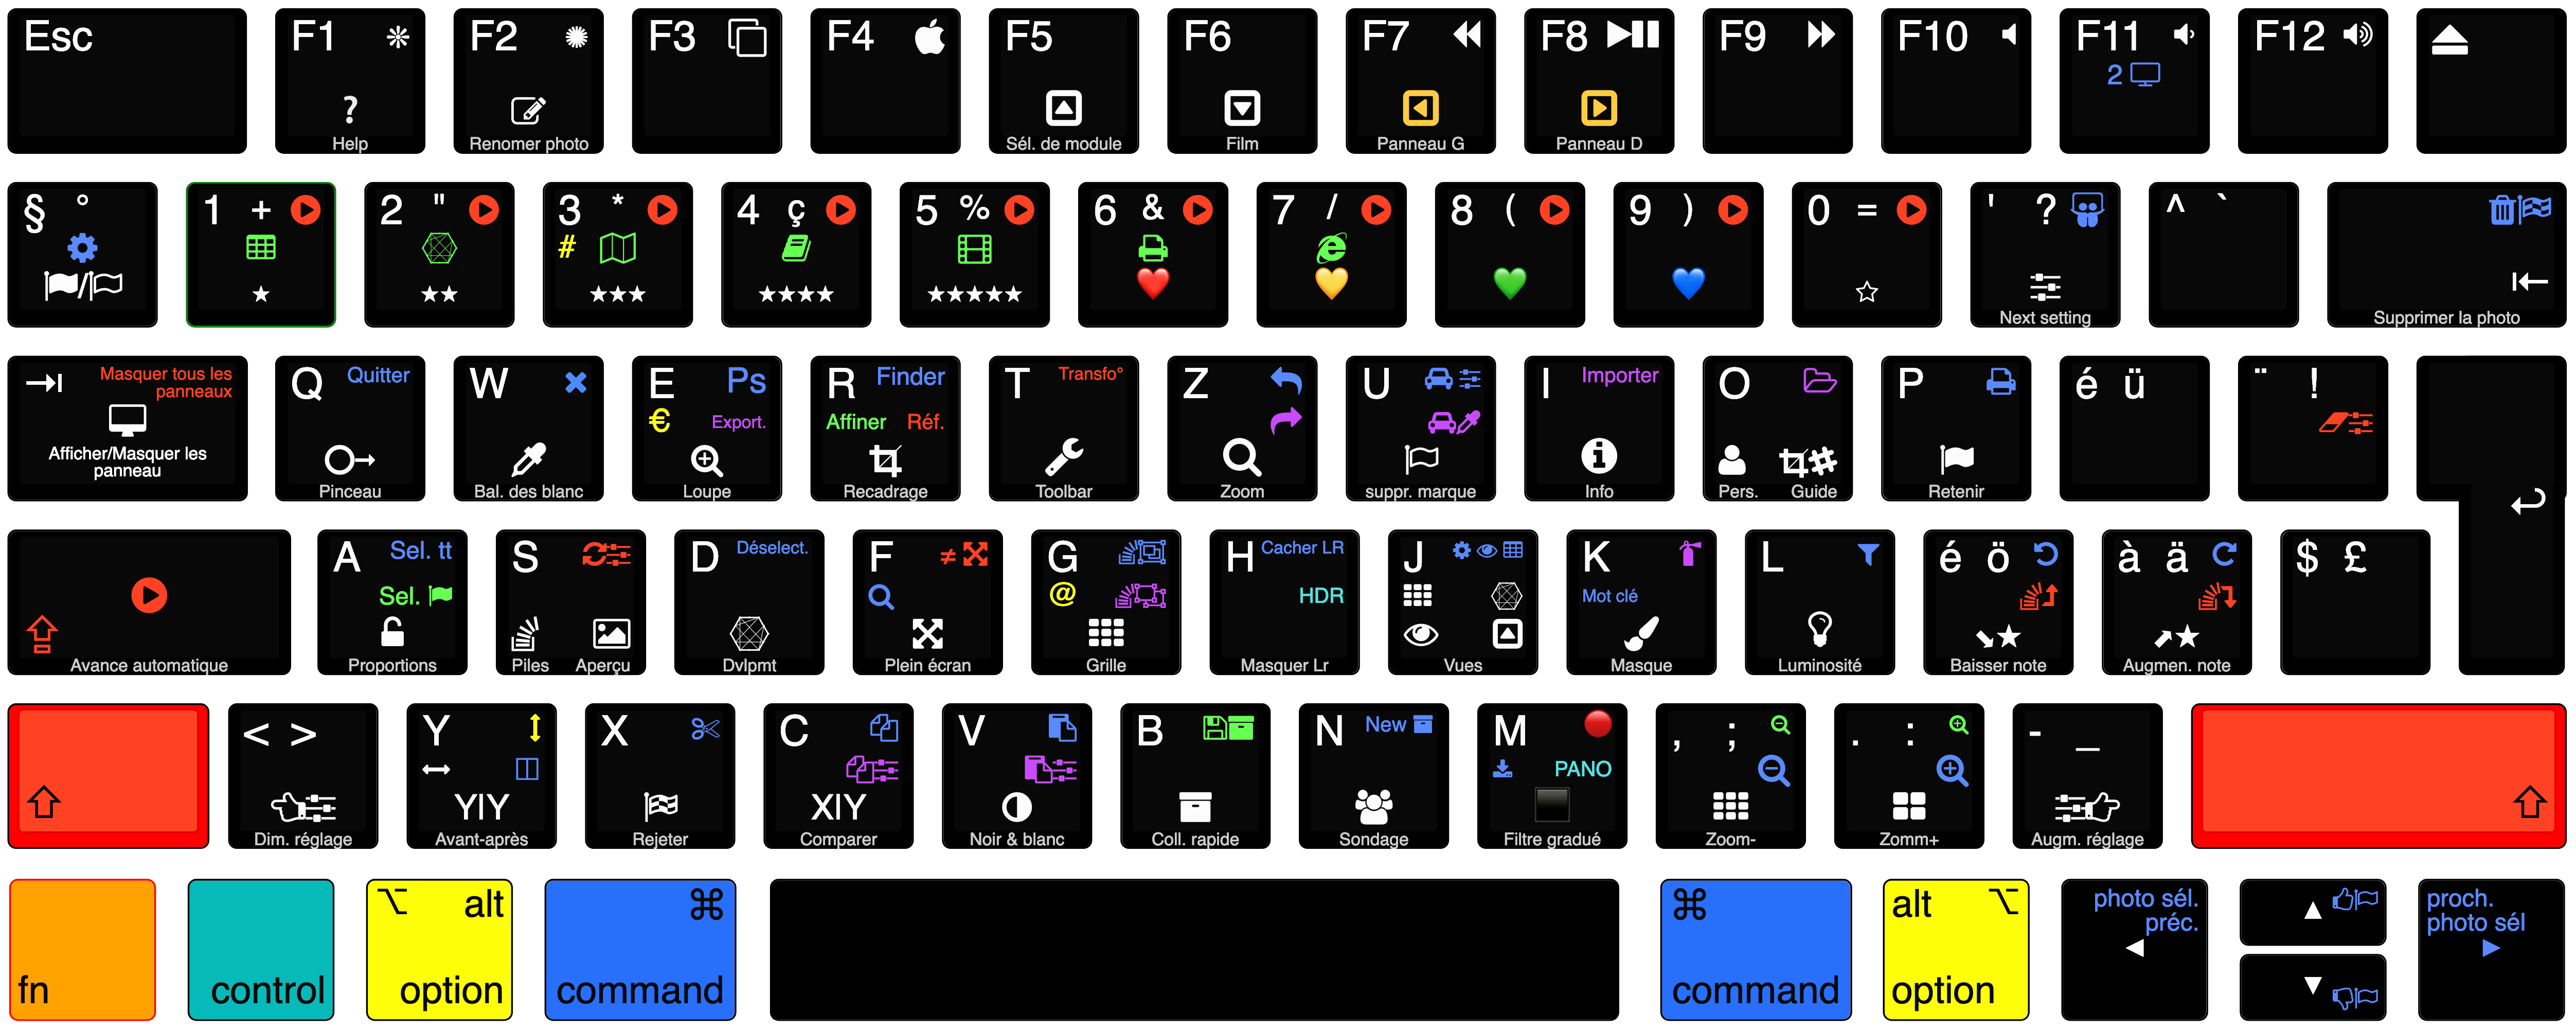 Esc
F1
Help
F2
Renomer photo
F3
F4
F5
Sél. de module
F6
Film
F7
Panneau G
F8
Panneau D
F9
F10
F11
2
F12
§ °
/
1 +
2 "
3 *
#
4 ç
5 %
6 &
7 /
8 (
9 )
0 =
' ?
Next setting
^ `
Supprimer la photo
Masquer tous les
panneaux
Afficher/Masquer les
panneau
Q Quitter
Pinceau
W
Bal. des blanc
E Ps
€ Export.
Loupe
R Finder
Affiner Réf.
Recadrage
T Transfo°
Toolbar
Z
Zoom
U
suppr. marque
I Importer
Info
O
Pers. Guide
P
Retenir
é ü
¨ !
Avance automatique
A Sel. tt
Sel.
Proportions
S
Piles Aperçu
D Déselect.
Dvlpmt
F ≠
Plein écran
G
@
Grille
H Cacher LR
HDR
Masquer Lr
J
Vues
K
Mot clé
Masque
L
Luminosité
é ö
Baisser note
à ä
Augmen. note
$ £
< >
Dim. réglage
Y
Y|Y
Avant-après
X
Rejeter
C
X|Y
Comparer
V
Noir & blanc
B
Coll. rapide
N New
Sondage
M
PANO
Filtre gradué
, ;
Zoom-
. :
Zomm+
- _
Augm. réglage
fn
control
⌥ alt
option
⌘
command
⌘
command
alt ⌥
option
photo sél.
préc.
◀
▲
▼
proch.
photo sél
▶